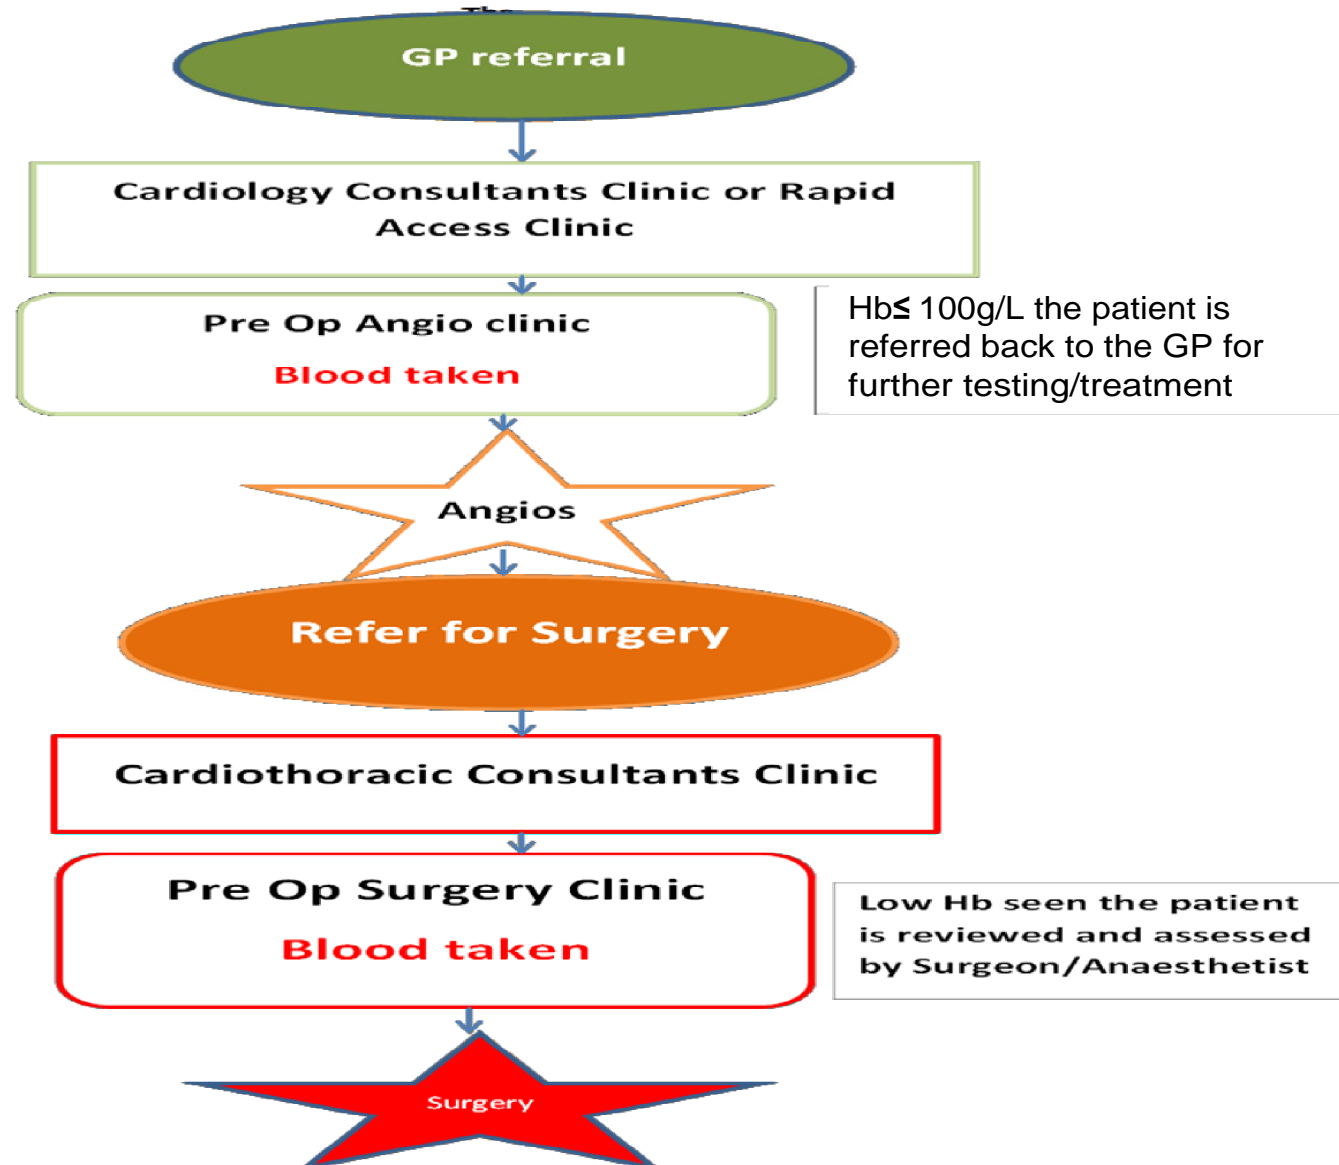 GP referral
Cardiology Consultants Clinic or Rapid
Access Clinic
Pre Op Angio clinic
Blood taken
Hb≤ 100g/L the patient is
referred back to the GP for
further testing/treatment
Angios
Refer for Surgery
Cardiothoracic Consultants Clinic
Pre Op Surgery Clinic
Blood taken
Low Hb seen the patient
is reviewed and assessed
by Surgeon/Anaesthetist
Surgery